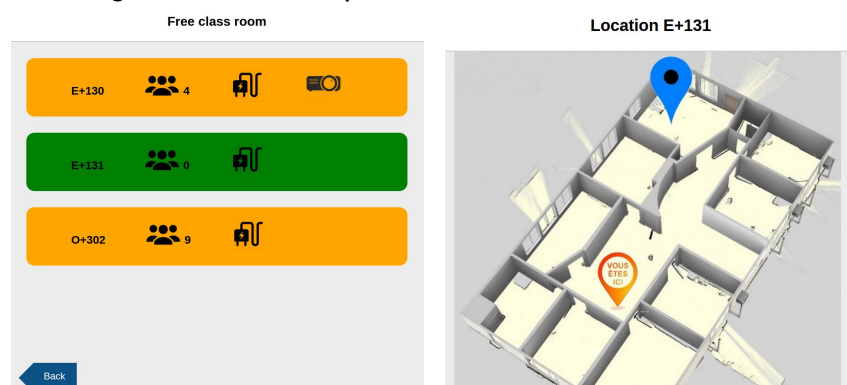 Free class room
E+130 4
E+131 0
O+302 9
Back
Location E+131
VOUS
ÊTES
ICI